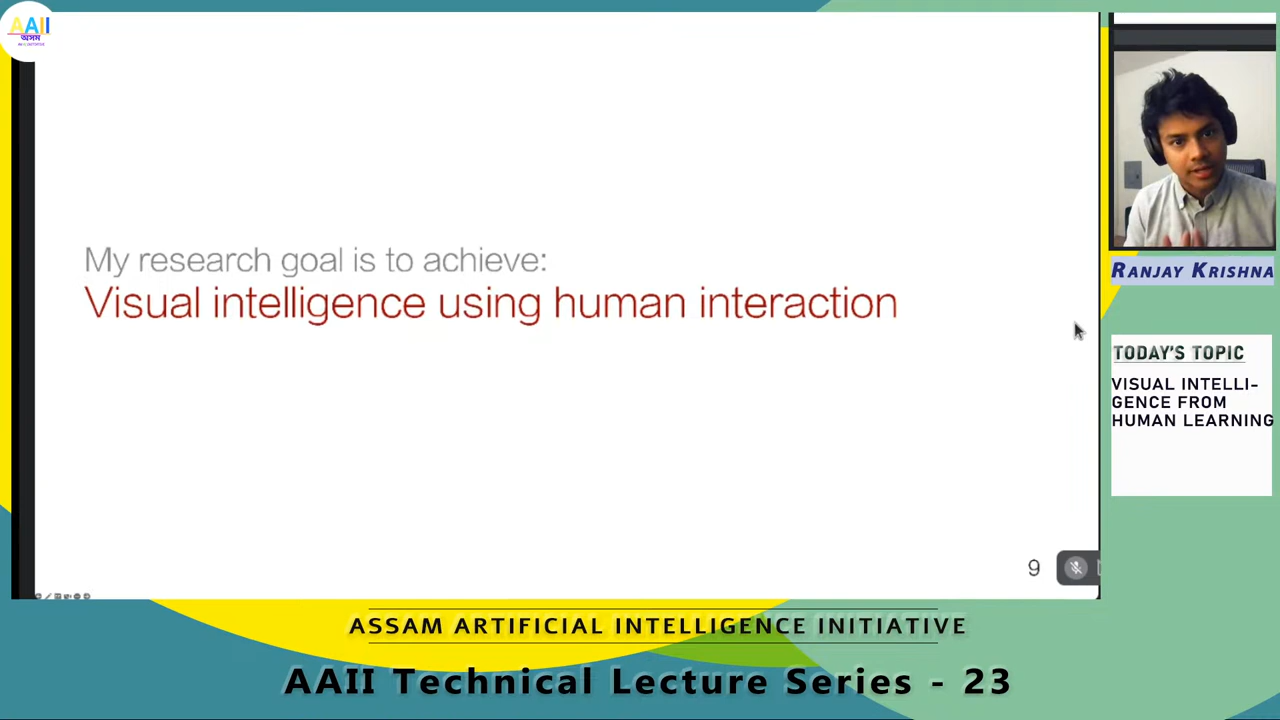 AAII
অসম
My research goal is to achieve:
Visual intelligence using human interaction
9
RANJAY KRISHNA
TODAY'S TOPIC
VISUAL INTELLI-
GENCE FROM
HUMAN LEARNING
ASSAM ARTIFICIAL INTELLIGENCE INITIATIVE
AAII Technical Lecture Series - 23